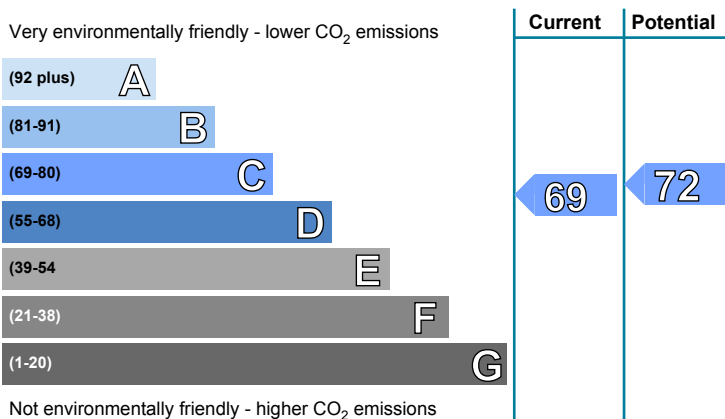 Very environmentally friendly - lower CO2 emissions
Current
Potential
(92 plus) A
(81-91) B
(69-80) C
(55-68) D
(39-54 E
(21-38) F
(1-20) G
69
72
Not environmentally friendly - higher CO2 emissions